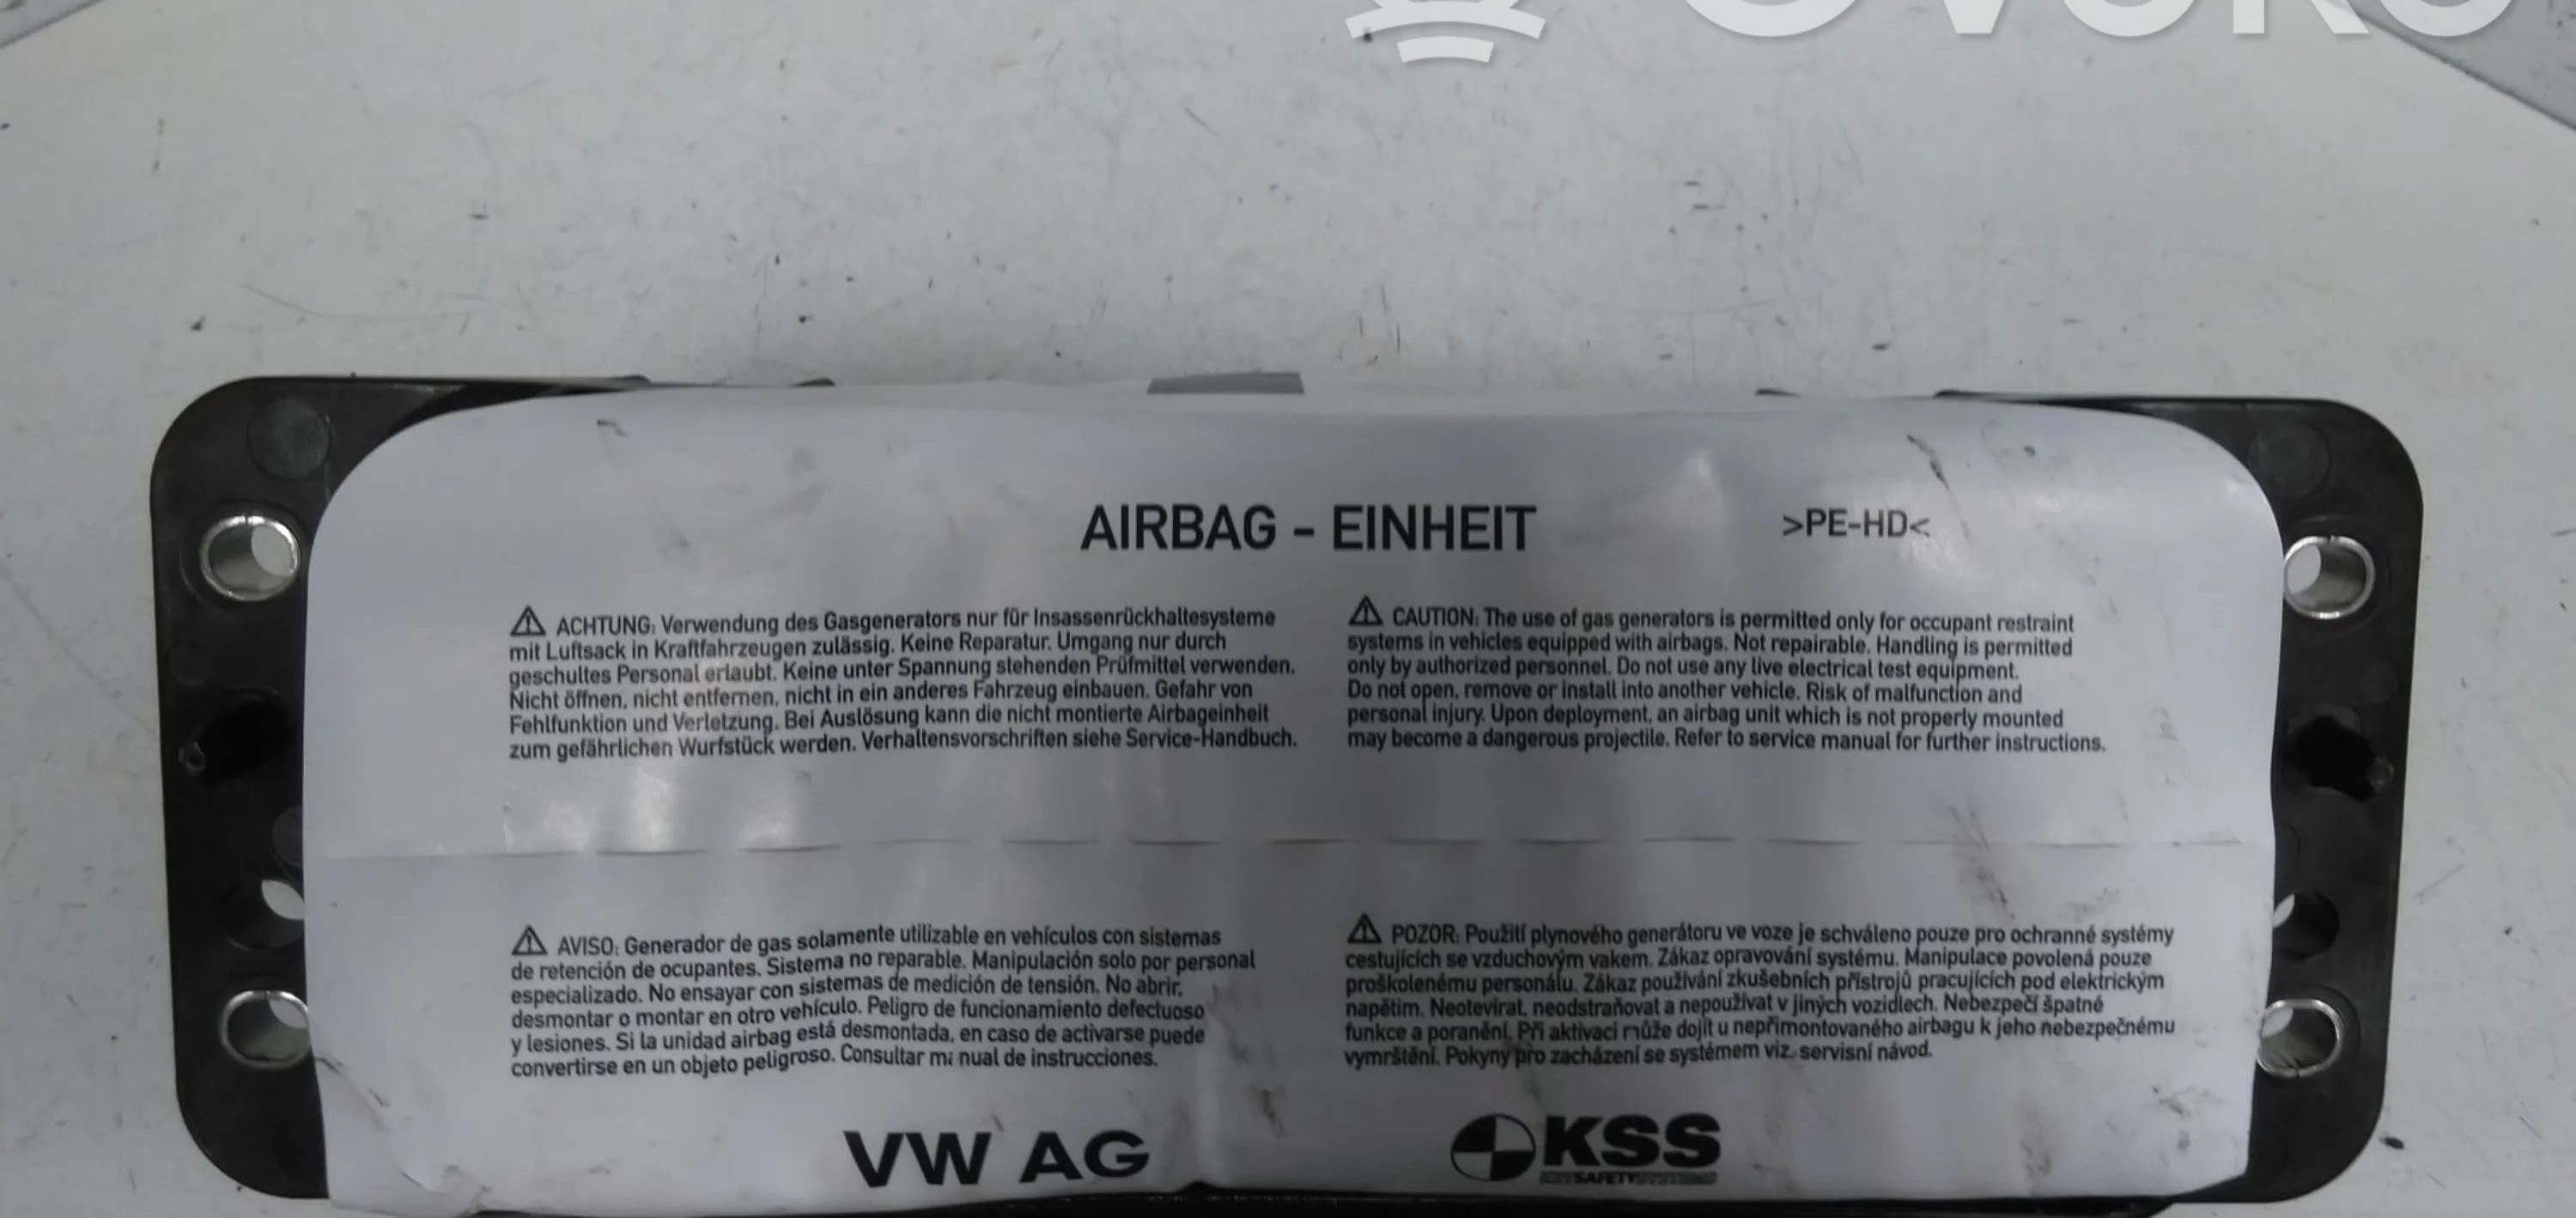 AIRBAG - EINHEIT
>PE-HD<
ACHTUNG: Verwendung des Gasgenerators nur für Insassenrückhaltesysteme
mit Luftsack in Kraftfahrzeugen zulässig. Keine Reparatur. Umgang nur durch
geschultes Personal erlaubt. Keine unter Spannung stehenden Prüfmittel verwenden.
Nicht öffnen, nicht entfernen, nicht in ein anderes Fahrzeug einbauen. Gefahr von
Fehlfunktion und Verletzung. Bei Auslösung kann die nicht montierte Airbageinheit
zum gefährlichen Wurfstück werden. Verhaltensvorschriften siehe Service-Handbuch.
CAUTION: The use of gas generators is permitted only for occupant restraint
systems in vehicles equipped with airbags. Not repairable. Handling is permitted
only by authorized personnel. Do not use any live electrical test equipment.
Do not open, remove or install into another vehicle. Risk of malfunction and
personal injury. Upon deployment, an airbag unit which is not properly mounted
may become a dangerous projectile. Refer to service manual for further instructions.
AVISO: Generador de gas solamente utilizable en vehículos con sistemas
de retención de ocupantes. Sistema no reparable. Manipulación solo por personal
especializado. No ensayar con sistemas de medición de tensión. No abrir,
desmontar o montar en otro vehículo. Peligro de funcionamiento defectuoso
y lesiones. Si la unidad airbag está desmontada, en caso de activarse puede
convertirse en un objeto peligroso. Consultar manual de instrucciones.
POZOR: Použití plynového generátoru ve voze je schváleno pouze pro ochranné systémy
cestujících se vzduchovým vakem. Zákaz opravování systému. Manipulace povolená pouze
proškolenému personálu. Zákaz používání zkušebních přístrojů pracujících pod elektrickým
napětim. Neotevírat, neodstraňovat a nepoužívat v jiných vozidlech. Nebezpečí špatné
funkce a poranění. Při aktivaci může dojít u nepřimontovaného airbagu k jeho nebezpečnému
vymrštění. Pokyny pro zacházení se systémem viz. servisní návod.
VW AG
KSS